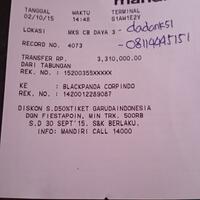 TANGGAL WAKTU TERMINAL
02/10/15 14:48 S1AW1E2Y
LOKASI MKS CB DAYA 3 -
RECORD NO. 4073 - 08114445151
TRANSFER RP. 3,310,000.00
DARI TABUNGAN
REK. NO. : 15200355XXXXX
KE : BLACKPANDA CORPINDO
REK. NO. : 1420012289087
DISKON S.D50%TIKET GARUDAINDONESIA
DGN FIESTAPOIN, MIN TRX. 500RB
S.D 30 SEPT'15. S&K BERLAKU.
INFO: MANDIRI CALL 14000